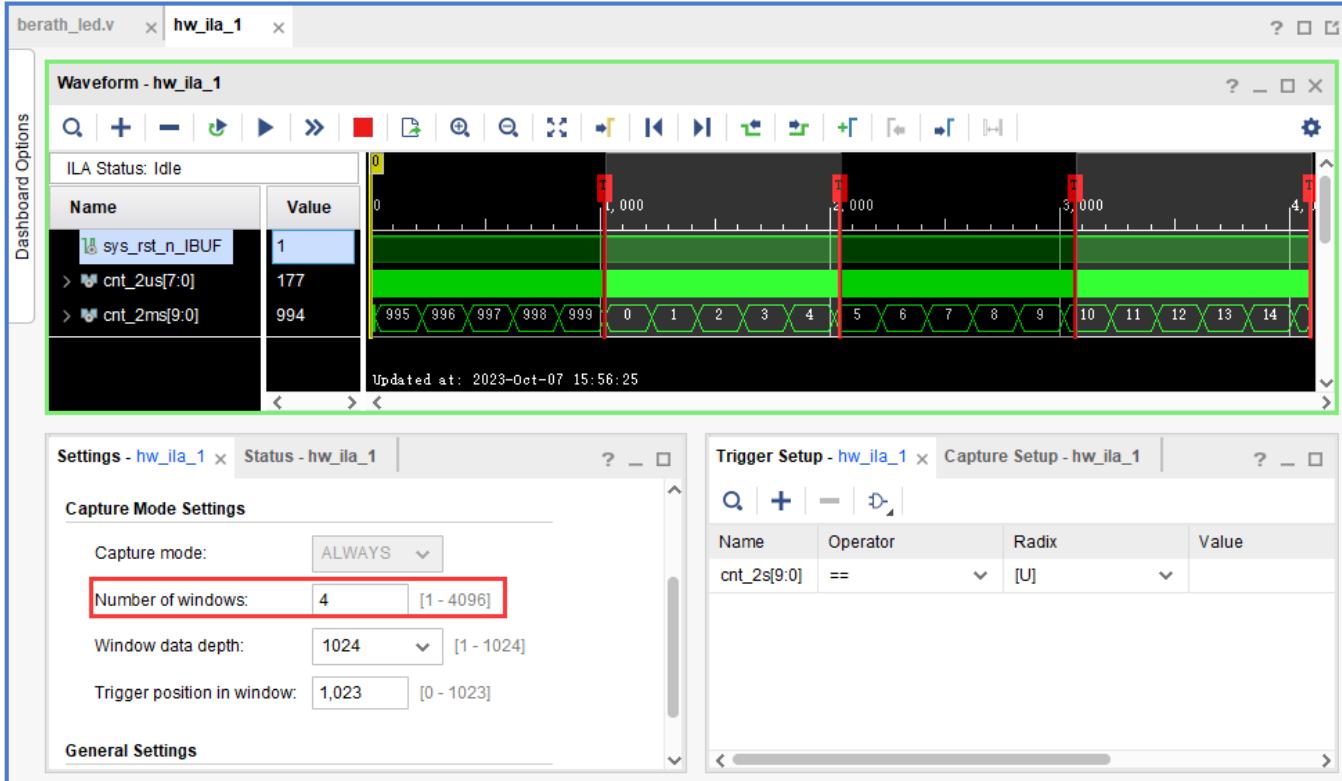 berath_led.v × hw_ila_1 × ?
Dashboard Options
Waveform - hw_ila_1 ?
ILA Status: Idle
Name Value
sys_rst_n_IBUF 1
> cnt_2us[7:0] 177
> cnt_2ms[9:0] 994
0
T T T T
0 1,000 2,000 3,000 4,
995 996 997 998 999 0 1 2 3 4 5 6 7 8 9 10 11 12 13 14
Updated at: 2023-Oct-07 15:56:25
Settings - hw_ila_1 × Status - hw_ila_1 ?
Capture Mode Settings
Capture mode: ALWAYS
Number of windows: 4 [1 - 4096]
Window data depth: 1024 [1 - 1024]
Trigger position in window: 1,023 [0 - 1023]
General Settings
Trigger Setup - hw_ila_1 × Capture Setup - hw_ila_1 ?
Name Operator Radix Value
cnt_2s[9:0] == [U]